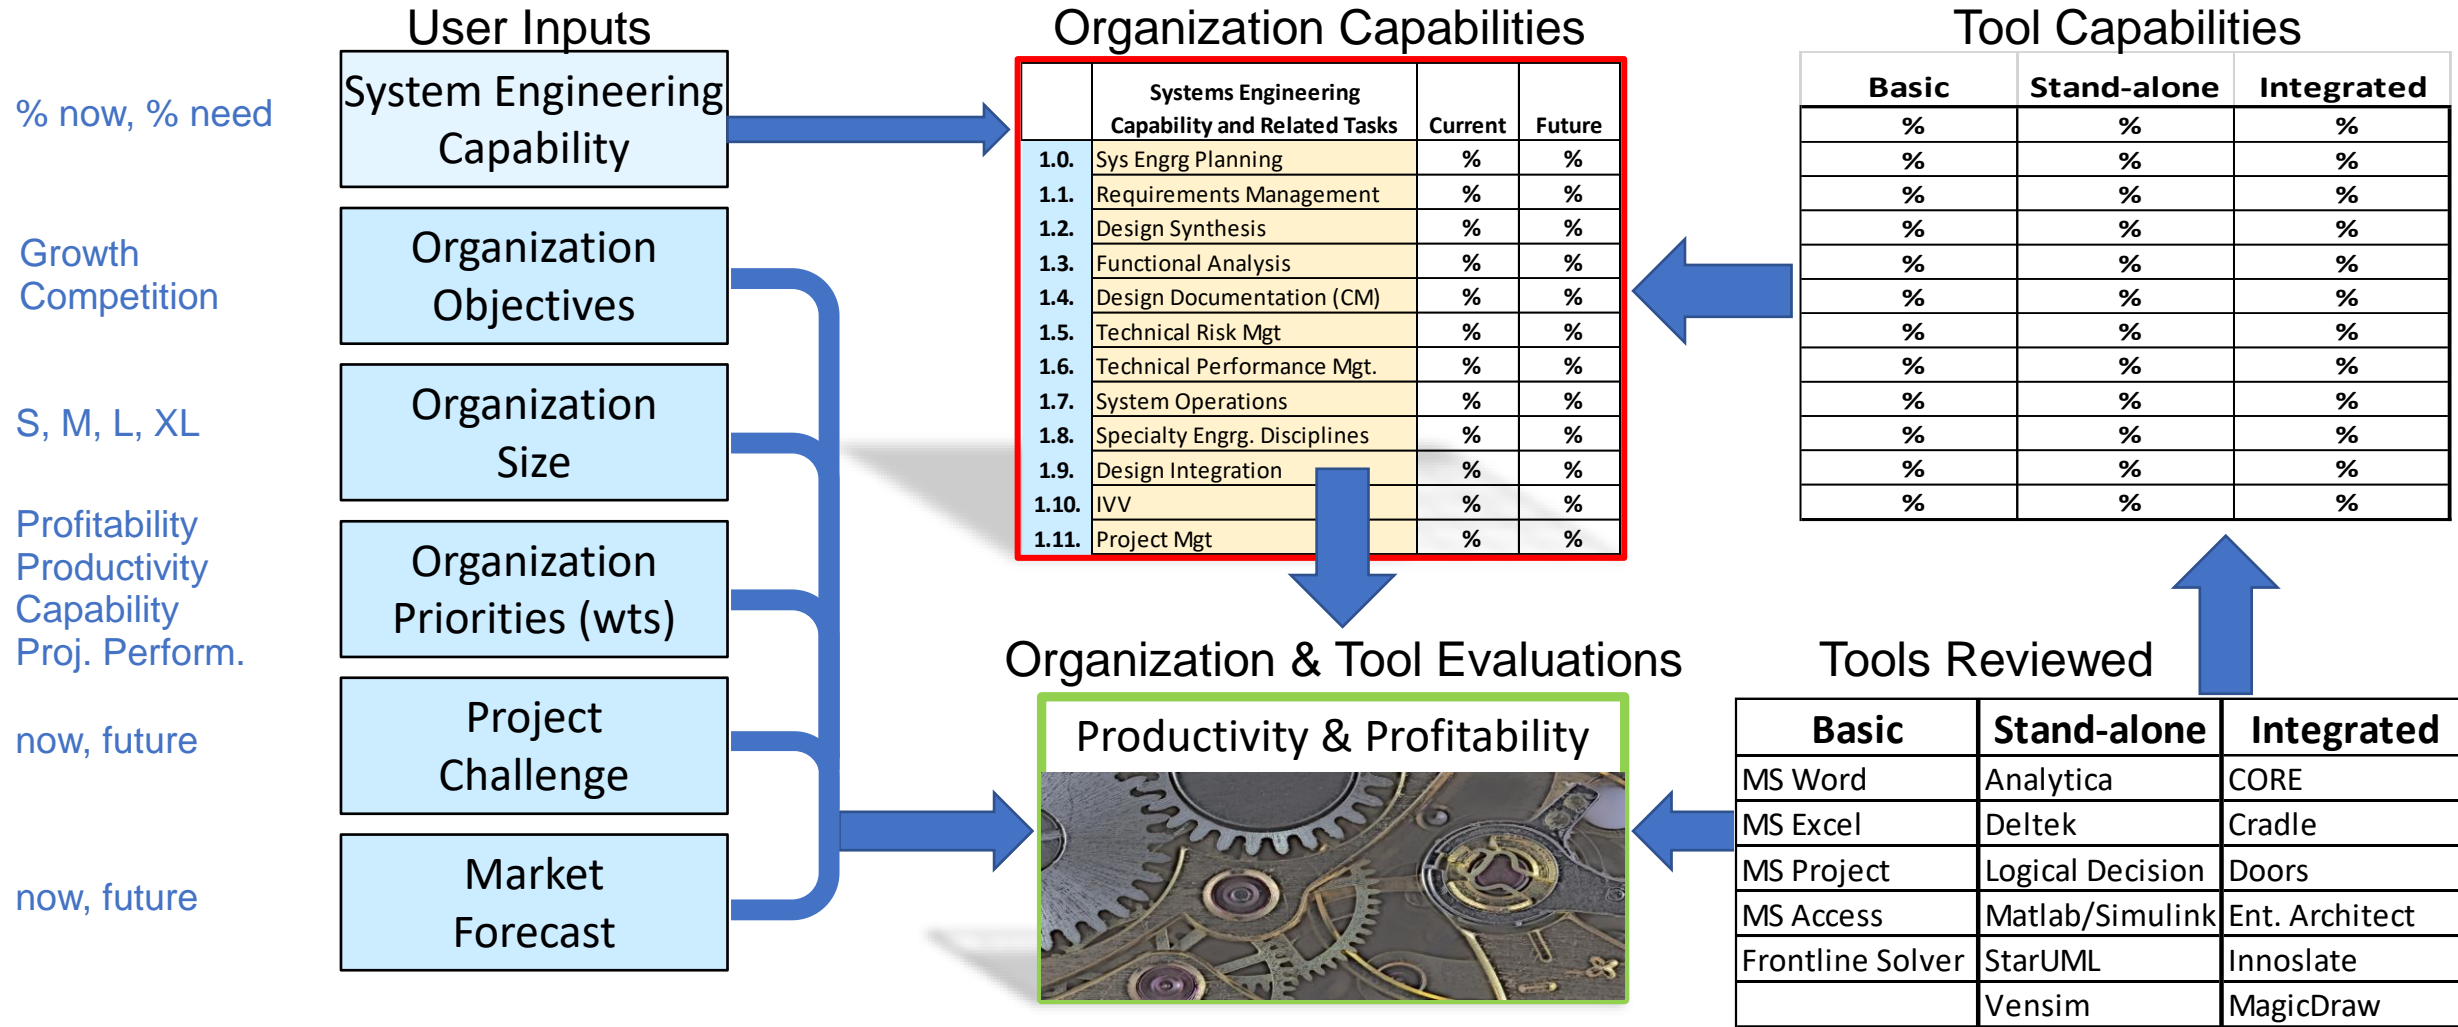 User Inputs
% now, % need
System Engineering
Capability
Growth
Competition
Organization
Objectives
S, M, L, XL
Organization
Size
Profitability
Productivity
Capability
Proj. Perform.
Organization
Priorities (wts)
now, future
Project
Challenge
now, future
Market
Forecast
Organization Capabilities
Systems Engineering
Capability and Related Tasks Current Future
1.0. Sys Engrg Planning % %
1.1. Requirements Management % %
1.2. Design Synthesis % %
1.3. Functional Analysis % %
1.4. Design Documentation (CM) % %
1.5. Technical Risk Mgt % %
1.6. Technical Performance Mgt. % %
1.7. System Operations % %
1.8. Specialty Engrg. Disciplines % %
1.9. Design Integration % %
1.10. IVV % %
1.11. Project Mgt % %
Tool Capabilities
Basic Stand-alone Integrated
% % %
% % %
% % %
% % %
% % %
% % %
% % %
% % %
% % %
% % %
% % %
% % %
Organization & Tool Evaluations
Productivity & Profitability
Tools Reviewed
Basic Stand-alone Integrated
MS Word Analytica CORE
MS Excel Deltek Cradle
MS Project Logical Decision Doors
MS Access Matlab/Simulink Ent. Architect
Frontline Solver StarUML Innoslate
Vensim MagicDraw